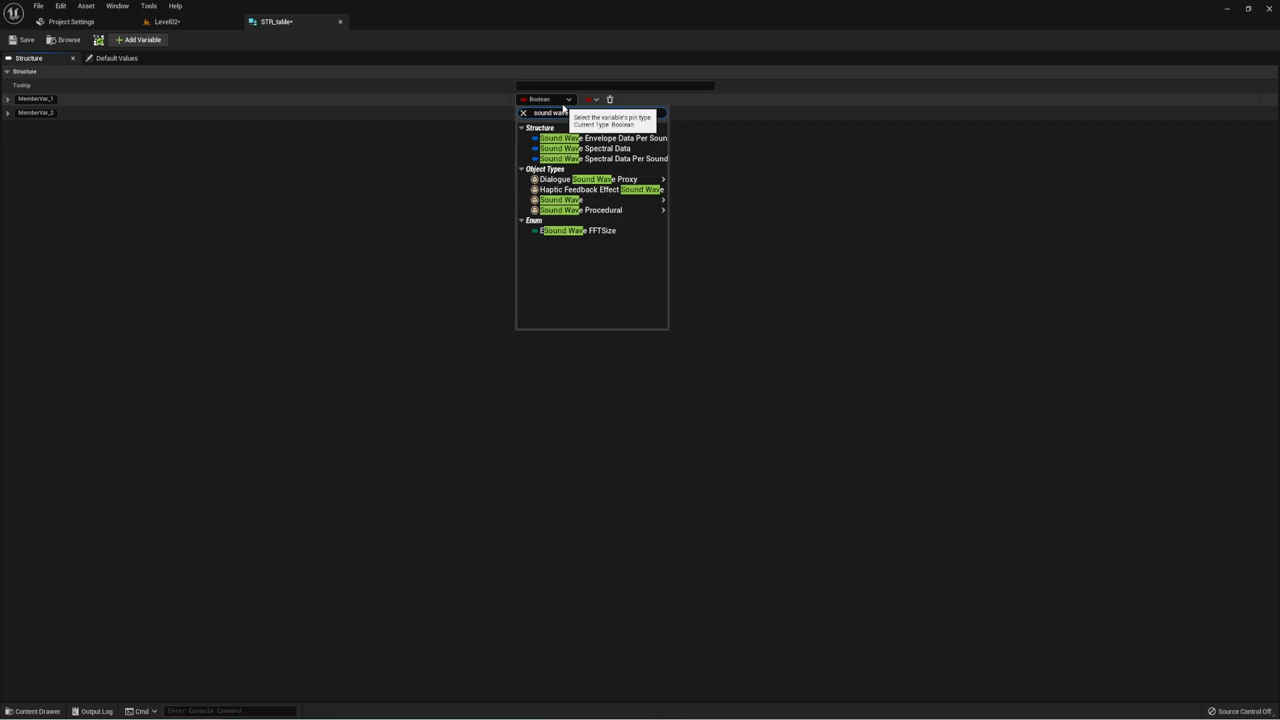 File Edit Asset Window Tools Help
Project Settings Level02* STR_table*
Save Browse Add Variable
Structure Default Values
Structure
Tooltip
MemberVar_1 Boolean
MemberVar_2 sound wave
Select the variable's pin type.
Current Type: Boolean
Structure
Sound Wave Envelope Data Per Soun
Sound Wave Spectral Data
Sound Wave Spectral Data Per Sound
Object Types
Dialogue Sound Wave Proxy
Haptic Feedback Effect Sound Wave
Sound Wave
Sound Wave Procedural
Enum
ESound Wave FFTSize
Content Drawer Output Log Cmd Enter Console Command Source Control Off